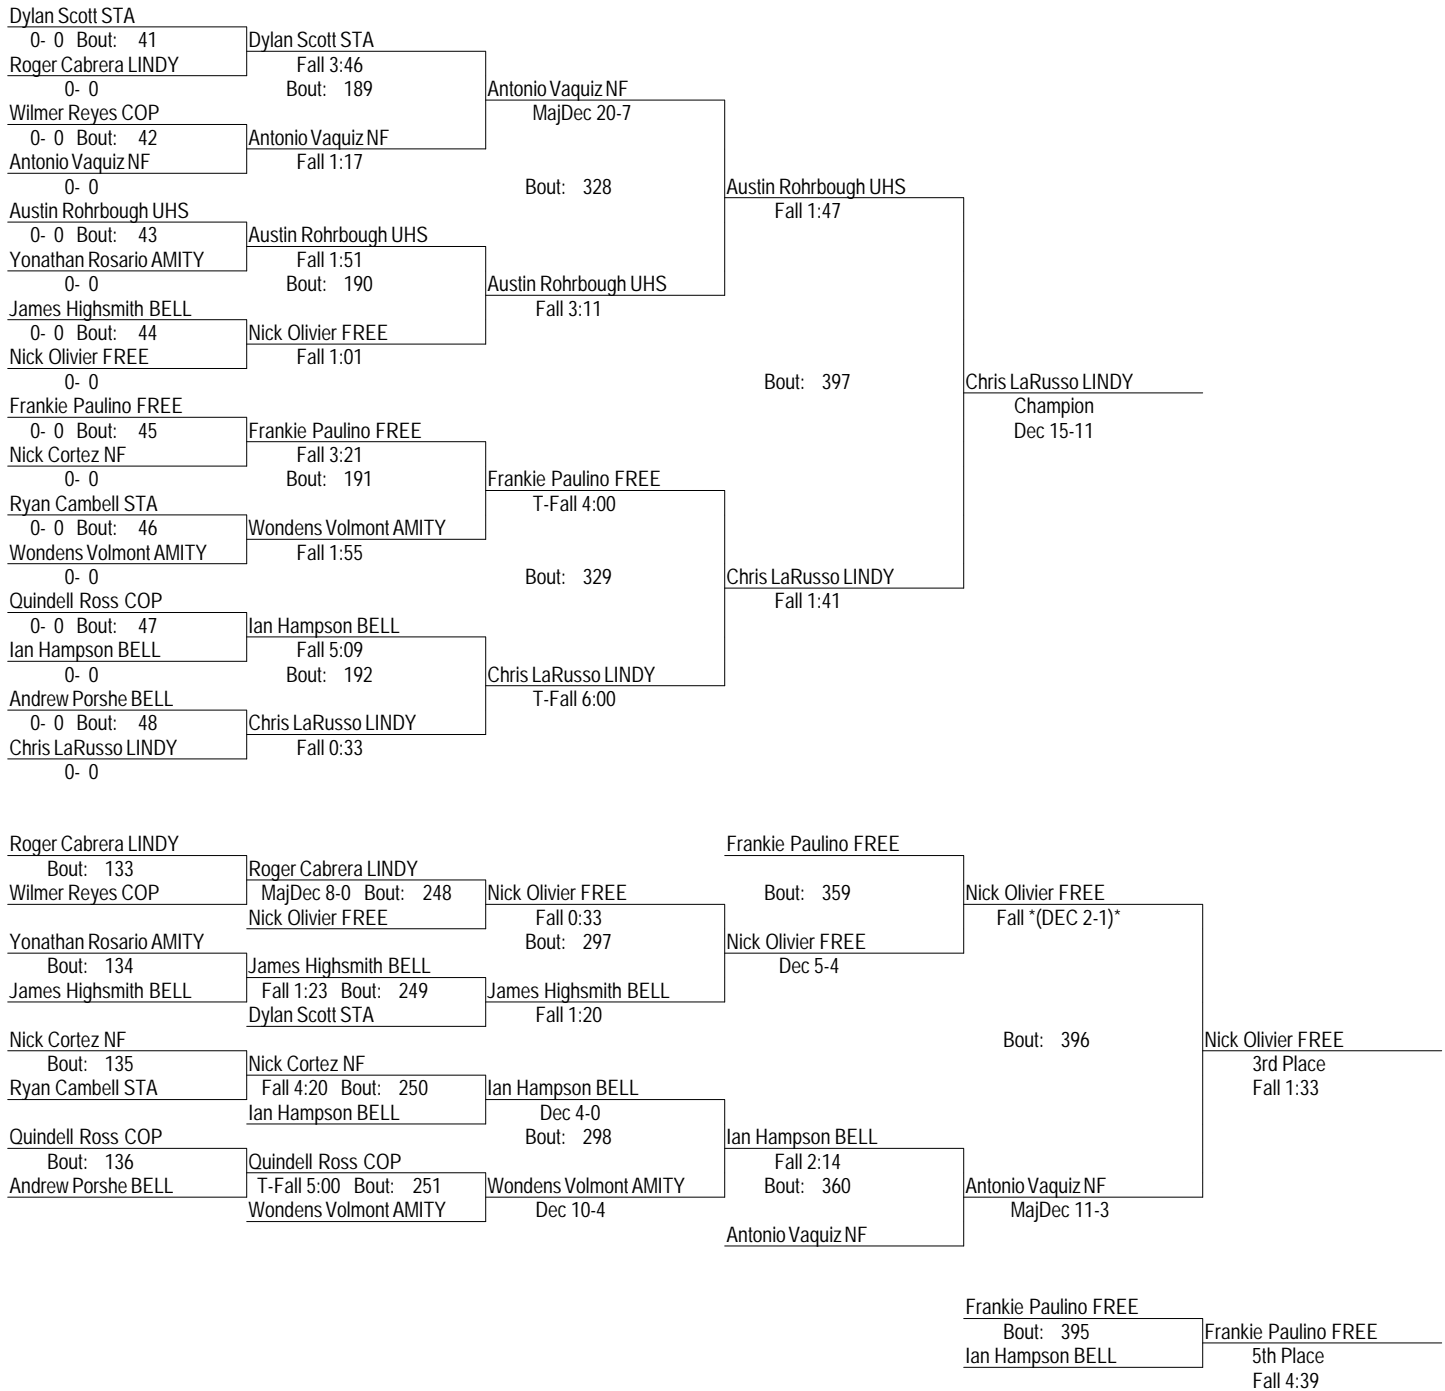 Dylan Scott STA
0- 0 Bout: 41 Dylan Scott STA
Roger Cabrera LINDY Fall 3:46
0- 0 Bout: 189 Antonio Vaquiz NF
Wilmer Reyes COP MajDec 20-7
0- 0 Bout: 42 Antonio Vaquiz NF
Antonio Vaquiz NF Fall 1:17
0- 0 Bout: 328 Austin Rohrbough UHS
Austin Rohrbough UHS Fall 1:47
0- 0 Bout: 43 Austin Rohrbough UHS
Yonathan Rosario AMITY Fall 1:51
0- 0 Bout: 190 Austin Rohrbough UHS
James Highsmith BELL Fall 3:11
0- 0 Bout: 44 Nick Olivier FREE
Nick Olivier FREE Fall 1:01
0- 0 Bout: 397 Chris LaRusso LINDY
Frankie Paulino FREE Champion
0- 0 Bout: 45 Frankie Paulino FREE Dec 15-11
Nick Cortez NF Fall 3:21
0- 0 Bout: 191 Frankie Paulino FREE
Ryan Cambell STA T-Fall 4:00
0- 0 Bout: 46 Wondens Volmont AMITY
Wondens Volmont AMITY Fall 1:55
0- 0 Bout: 329 Chris LaRusso LINDY
Quindell Ross COP Fall 1:41
0- 0 Bout: 47 Ian Hampson BELL
Ian Hampson BELL Fall 5:09
0- 0 Bout: 192 Chris LaRusso LINDY
Andrew Porshe BELL T-Fall 6:00
0- 0 Bout: 48 Chris LaRusso LINDY
Chris LaRusso LINDY Fall 0:33
0- 0
Roger Cabrera LINDY Frankie Paulino FREE
Bout: 133 Roger Cabrera LINDY
Wilmer Reyes COP MajDec 8-0 Bout: 248 Nick Olivier FREE Bout: 359 Nick Olivier FREE
Nick Olivier FREE Fall 0:33 Fall *(DEC 2-1)*
Yonathan Rosario AMITY Bout: 297 Nick Olivier FREE
Bout: 134 James Highsmith BELL Dec 5-4
James Highsmith BELL Fall 1:23 Bout: 249 James Highsmith BELL
Dylan Scott STA Fall 1:20
Nick Cortez NF Bout: 396 Nick Olivier FREE
Bout: 135 Nick Cortez NF 3rd Place
Ryan Cambell STA Fall 4:20 Bout: 250 Ian Hampson BELL Fall 1:33
Ian Hampson BELL Dec 4-0
Quindell Ross COP Bout: 298 Ian Hampson BELL
Bout: 136 Quindell Ross COP Fall 2:14
Andrew Porshe BELL T-Fall 5:00 Bout: 251 Wondens Volmont AMITY Bout: 360 Antonio Vaquiz NF
Wondens Volmont AMITY Dec 10-4 MajDec 11-3
Antonio Vaquiz NF
Frankie Paulino FREE
Bout: 395 Frankie Paulino FREE
Ian Hampson BELL 5th Place
Fall 4:39